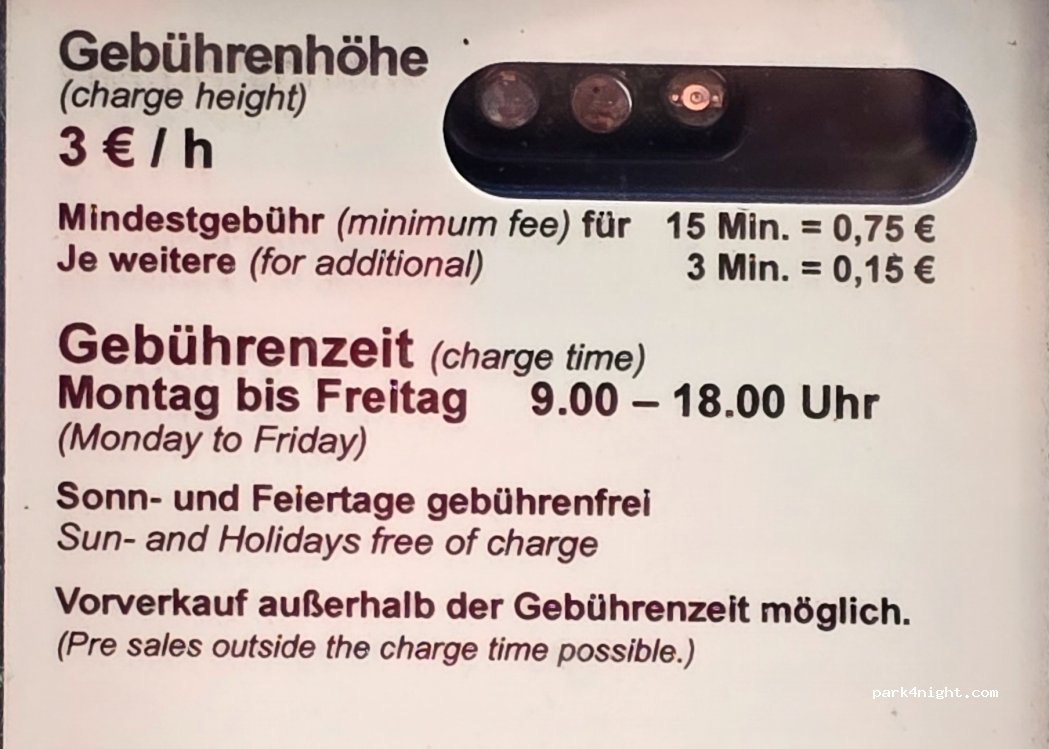 Gebührenhöhe
(charge height)
3 € / h
Mindestgebühr (minimum fee) für 15 Min. = 0,75 €
Je weitere (for additional) 3 Min. = 0,15 €
Gebührenzeit (charge time)
Montag bis Freitag 9.00 – 18.00 Uhr
(Monday to Friday)
Sonn- und Feiertage gebührenfrei
Sun- and Holidays free of charge
Vorverkauf außerhalb der Gebührenzeit möglich.
(Pre sales outside the charge time possible.)
park4night.com